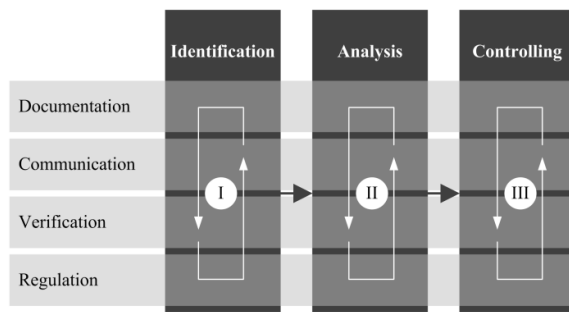 Identification Analysis Controlling
Documentation
Communication
I II III
Verification
Regulation